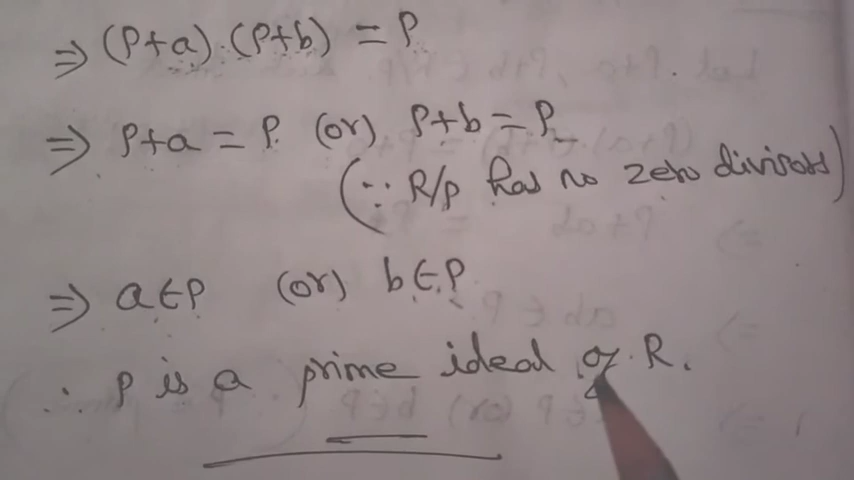 ⇒ (P+a).(P+b) = P
⇒ P+a = P (or) P+b = P
(∵ R/P has no zero divisors)
⇒ a∈P (or) b∈P
∴ P is a prime ideal of R.